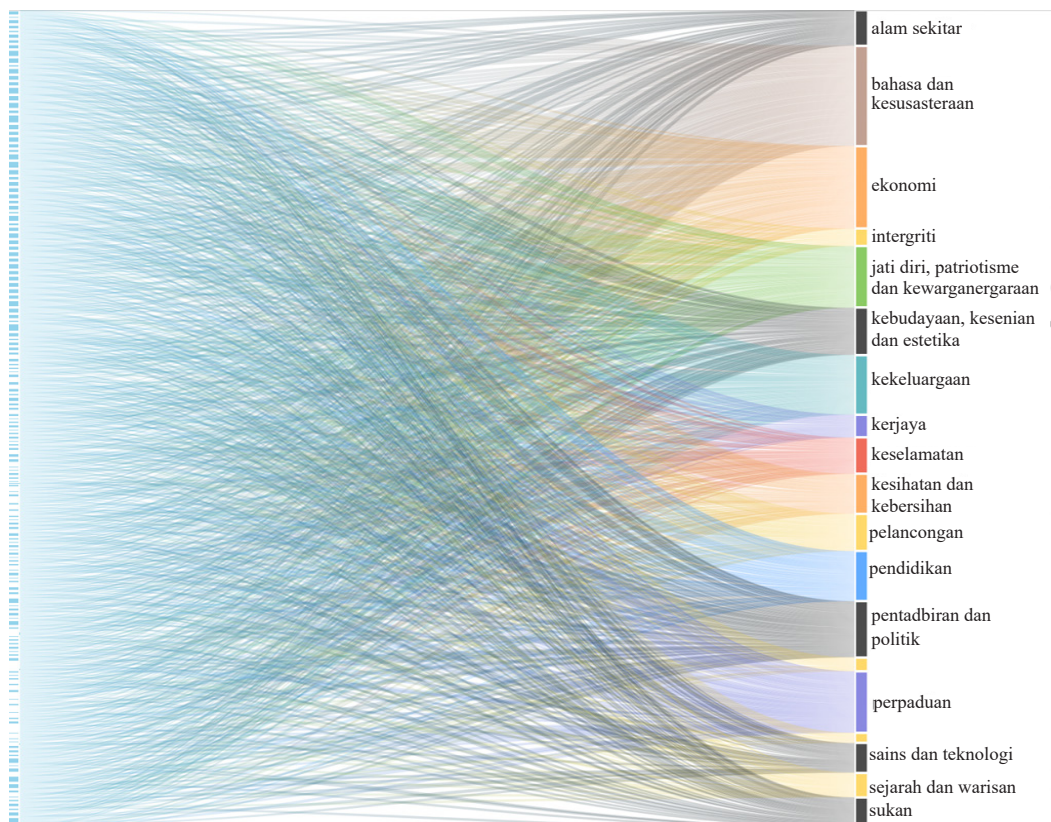 alam sekitar
bahasa dan
kesusasteraan
ekonomi
intergriti
jati diri, patriotisme
dan kewarganergaraan
kebudayaan, kesenian
dan estetika
kekeluargaan
kerjaya
keselamatan
kesihatan dan
kebersihan
pelancongan
pendidikan
pentadbiran dan
politik
perpaduan
sains dan teknologi
sejarah dan warisan
sukan